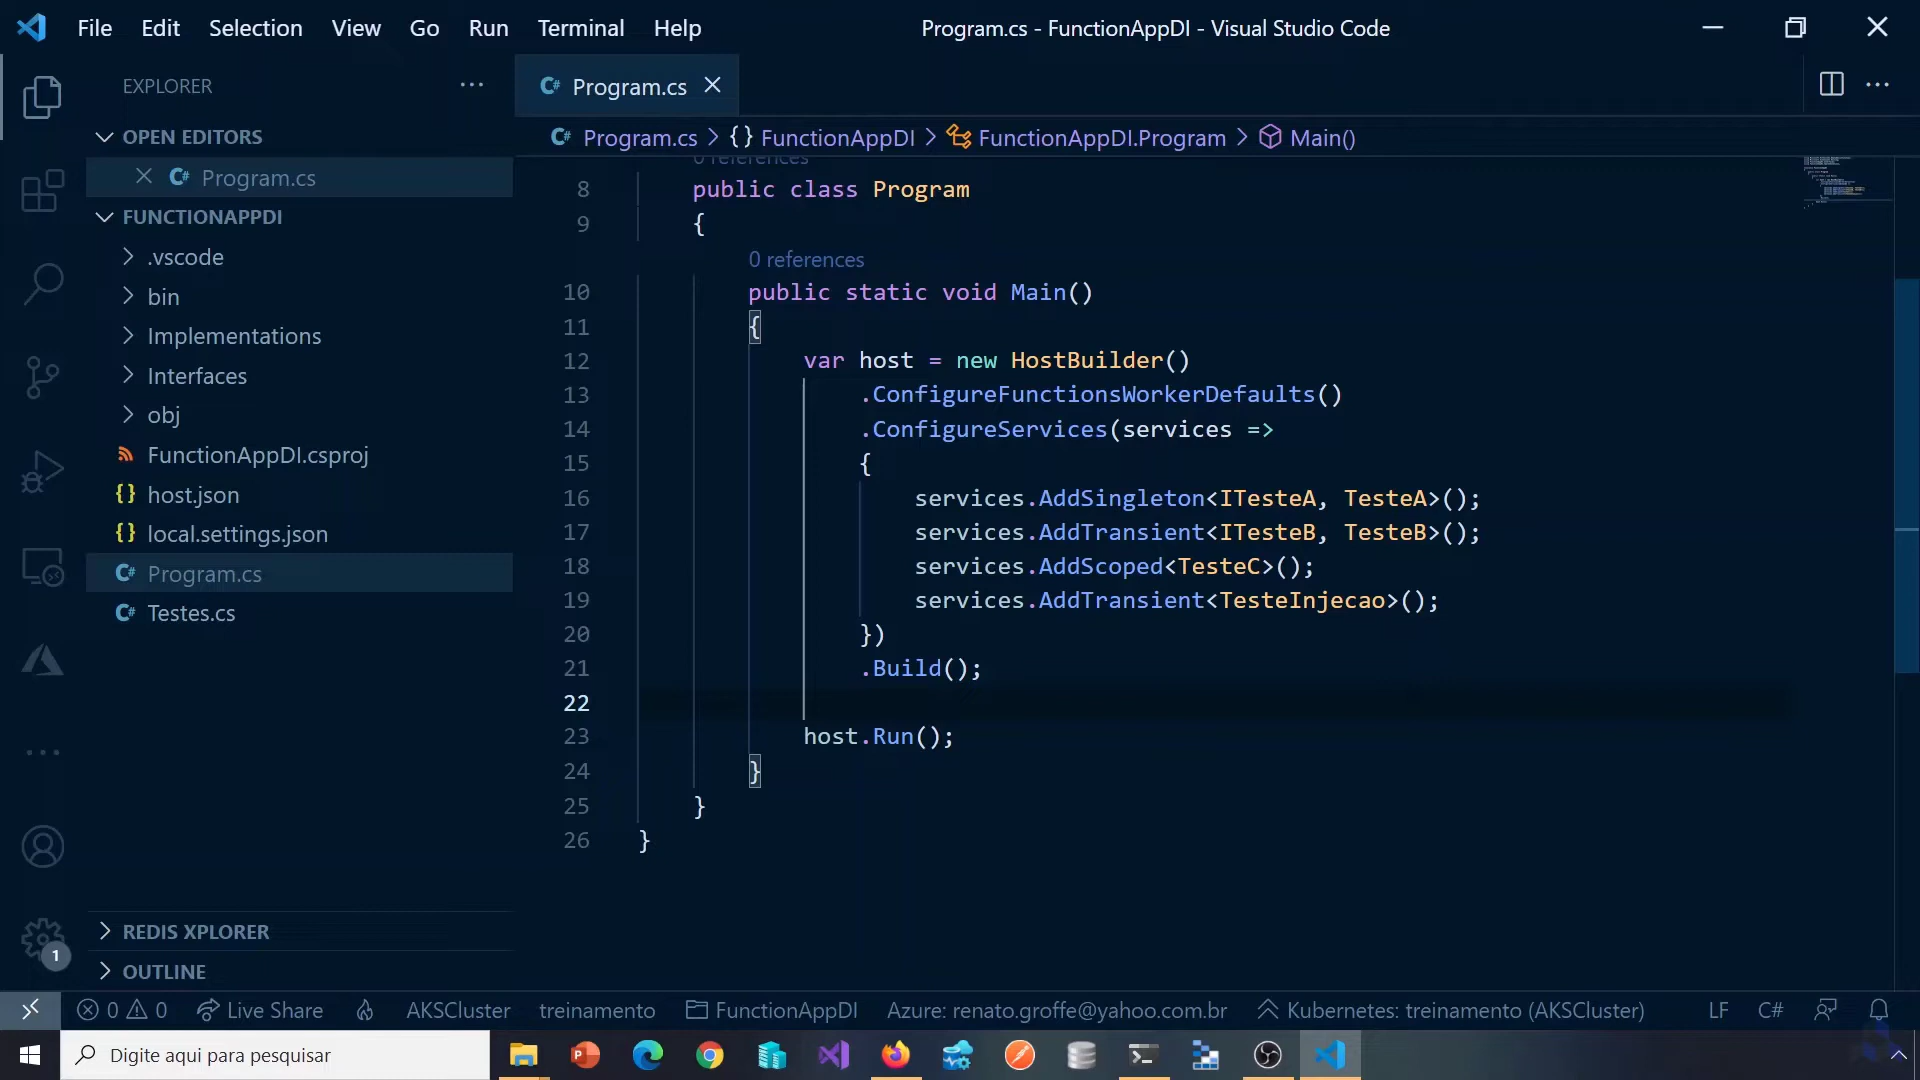 File Edit Selection View Go Run Terminal Help
Program.cs - FunctionAppDI - Visual Studio Code
EXPLORER
OPEN EDITORS
Program.cs
FUNCTIONAPPDI
.vscode
bin
Implementations
Interfaces
obj
FunctionAppDI.csproj
{} host.json
{} local.settings.json
C# Program.cs
C# Testes.cs
REDIS XPLORER
OUTLINE
1
Program.cs
Program.cs > {} FunctionAppDI > FunctionAppDI.Program > Main()
0 references
8 public class Program
9 {
0 references
10 public static void Main()
11 {
12 var host = new HostBuilder()
13 .ConfigureFunctionsWorkerDefaults()
14 .ConfigureServices(services =>
15 {
16 services.AddSingleton<ITesteA, TesteA>();
17 services.AddTransient<ITesteB, TesteB>();
18 services.AddScoped<TesteC>();
19 services.AddTransient<TesteInjecao>();
20 })
21 .Build();
22
23 host.Run();
24 }
25 }
26 }
0 0 Live Share AKSCluster treinamento FunctionAppDI Azure: renato.groffe@yahoo.com.br Kubernetes: treinamento (AKSCluster) LF C#
Digite aqui para pesquisar